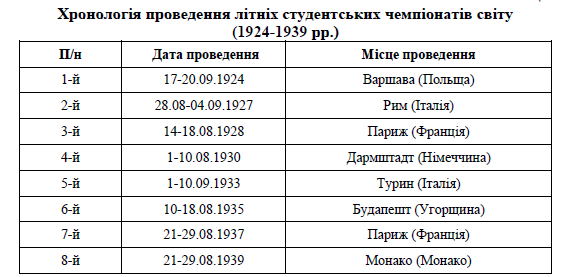 Хронологія проведення літніх студентських чемпіонатів світу
(1924-1939 рр.)
П/н Дата проведення Місце проведення
1-й 17-20.09.1924 Варшава (Польща)
2-й 28.08-04.09.1927 Рим (Італія)
3-й 14-18.08.1928 Париж (Франція)
4-й 1-10.08.1930 Дармштадт (Німеччина)
5-й 1-10.09.1933 Турин (Італія)
6-й 10-18.08.1935 Будапешт (Угорщина)
7-й 21-29.08.1937 Париж (Франція)
8-й 21-29.08.1939 Монако (Монако)